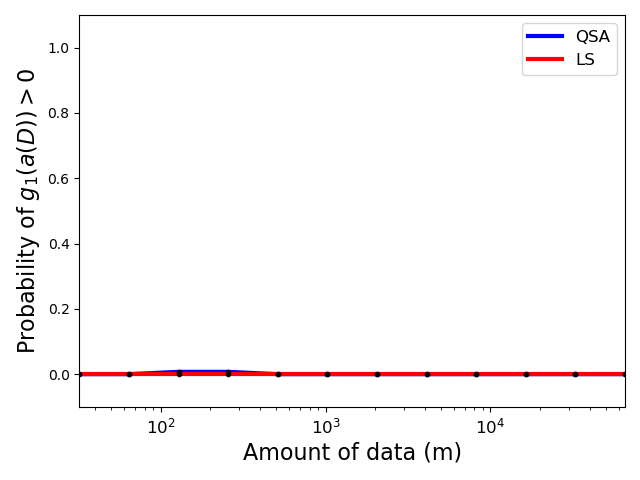 QSA
LS
Probability of g₁(a(D)) > 0
1.0
0.8
0.6
0.4
0.2
0.0
10² 10³ 10⁴
Amount of data (m)